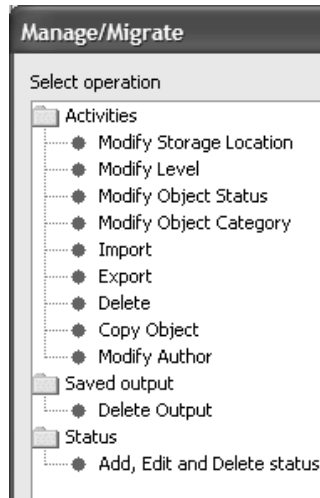 Manage/Migrate
Select operation
Activities
Modify Storage Location
Modify Level
Modify Object Status
Modify Object Category
Import
Export
Delete
Copy Object
Modify Author
Saved output
Delete Output
Status
Add, Edit and Delete status